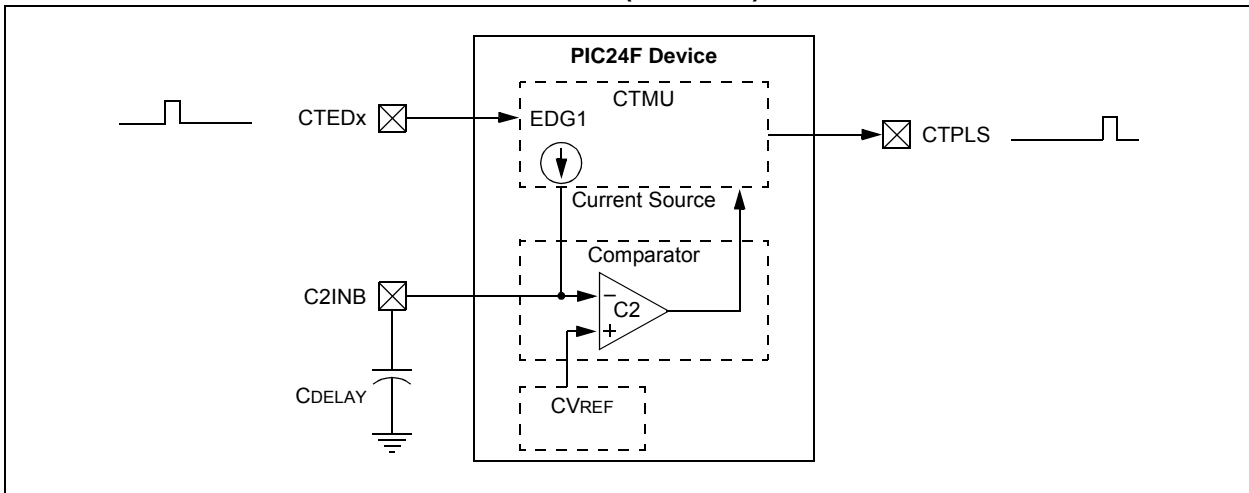 PIC24F Device
CTMU
CTEDx
EDG1
CTPLS
Current Source
Comparator
C2INB
−
C2
+
CDELAY
CVREF